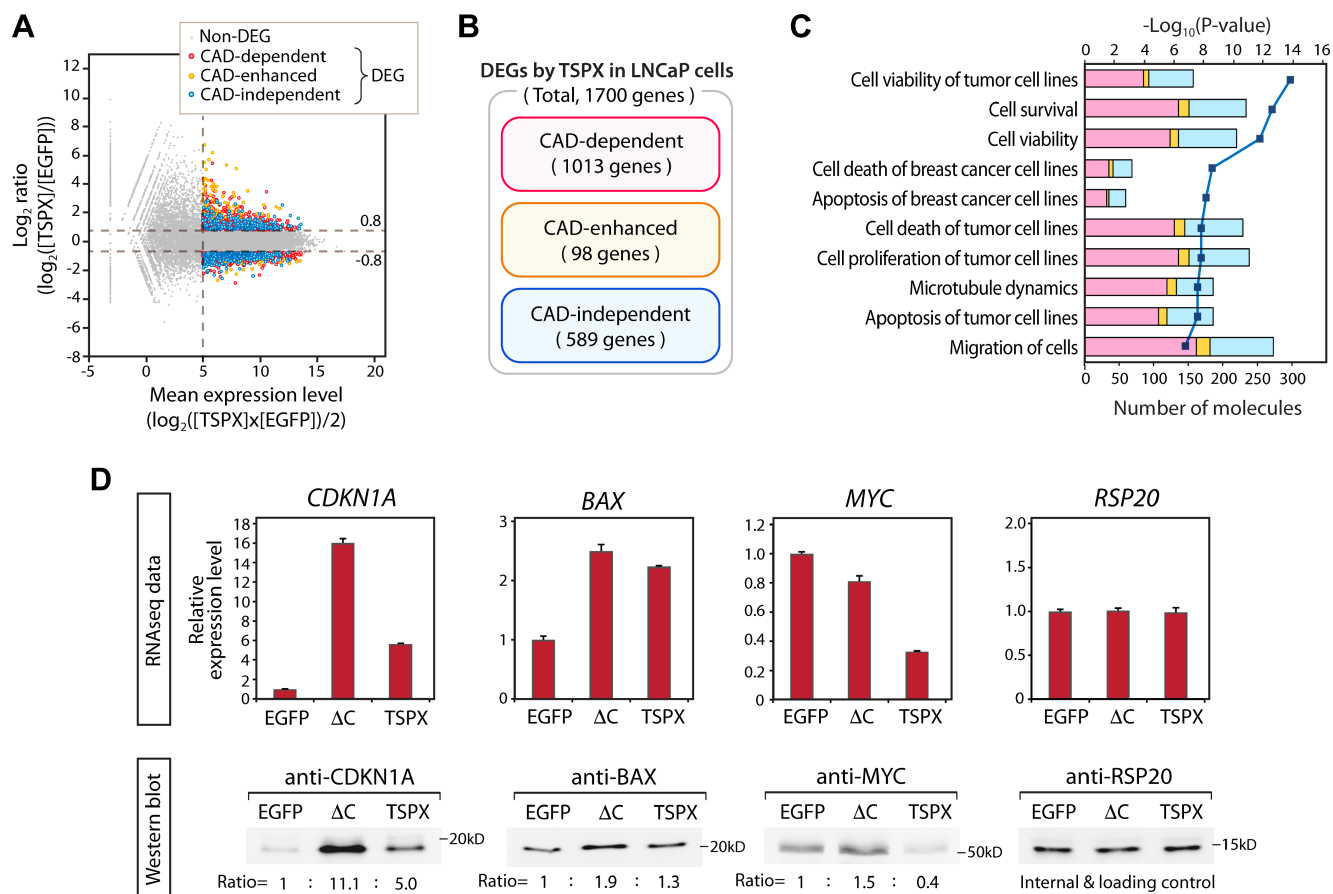 A
Non-DEG
CAD-dependent
CAD-enhanced
CAD-independent
DEG
12
10
8
6
4
2
0
-2
-4
-6
-8
0.8
-0.8
-5
0
5
10
15
20
Log2 ratio
(log2([TSPX]/[EGFP]))
Mean expression level
(log2([TSPX]x[EGFP])/2)
B
DEGs by TSPX in LNCaP cells
( Total, 1700 genes )
CAD-dependent
( 1013 genes )
CAD-enhanced
( 98 genes )
CAD-independent
( 589 genes )
C
-Log10(P-value)
0 2 4 6 8 10 12 14 16
Cell viability of tumor cell lines
Cell survival
Cell viability
Cell death of breast cancer cell lines
Apoptosis of breast cancer cell lines
Cell death of tumor cell lines
Cell proliferation of tumor cell lines
Microtubule dynamics
Apoptosis of tumor cell lines
Migration of cells
0 50 100 150 200 250 300
Number of molecules
D
RNAseq data
Relative
expression level
CDKN1A
18
16
14
12
10
8
6
4
2
0
EGFP ΔC TSPX
BAX
3
2
1
0
EGFP ΔC TSPX
MYC
1.2
1.0
0.8
0.6
0.4
0.2
0
EGFP ΔC TSPX
RSP20
2.0
1.5
1.0
0.5
0
EGFP ΔC TSPX
Western blot
anti-CDKN1A
EGFP ΔC TSPX
20kD
Ratio= 1 : 11.1 : 5.0
anti-BAX
EGFP ΔC TSPX
20kD
Ratio= 1 : 1.9 : 1.3
anti-MYC
EGFP ΔC TSPX
50kD
Ratio= 1 : 1.5 : 0.4
anti-RSP20
EGFP ΔC TSPX
15kD
Internal & loading control